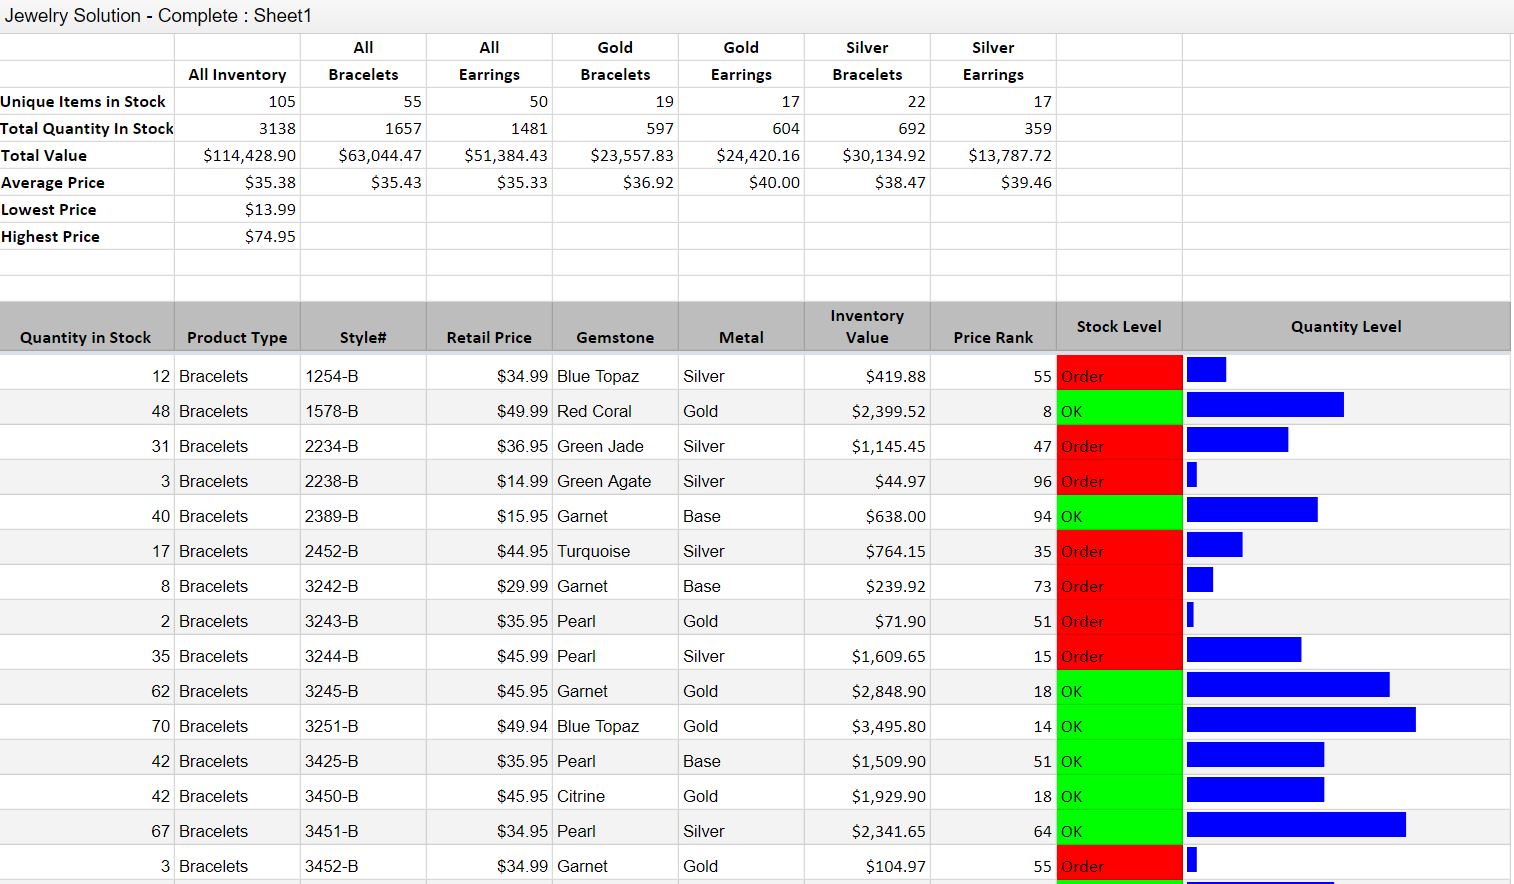 Jewelry Solution - Complete : Sheet1
All All Gold Gold Silver Silver
All Inventory Bracelets Earrings Bracelets Earrings Bracelets Earrings
Unique Items in Stock 105 55 50 19 17 22 17
Total Quantity In Stock 3138 1657 1481 597 604 692 359
Total Value $114,428.90 $63,044.47 $51,384.43 $23,557.83 $24,420.16 $30,134.92 $13,787.72
Average Price $35.38 $35.43 $35.33 $36.92 $40.00 $38.47 $39.46
Lowest Price $13.99
Highest Price $74.95
Inventory
Quantity in Stock Product Type Style# Retail Price Gemstone Metal Value Price Rank Stock Level Quantity Level
12 Bracelets 1254-B $34.99 Blue Topaz Silver $419.88 55 Order
48 Bracelets 1578-B $49.99 Red Coral Gold $2,399.52 8 OK
31 Bracelets 2234-B $36.95 Green Jade Silver $1,145.45 47 Order
3 Bracelets 2238-B $14.99 Green Agate Silver $44.97 96 Order
40 Bracelets 2389-B $15.95 Garnet Base $638.00 94 OK
17 Bracelets 2452-B $44.95 Turquoise Silver $764.15 35 Order
8 Bracelets 3242-B $29.99 Garnet Base $239.92 73 Order
2 Bracelets 3243-B $35.95 Pearl Gold $71.90 51 Order
35 Bracelets 3244-B $45.99 Pearl Silver $1,609.65 15 Order
62 Bracelets 3245-B $45.95 Garnet Gold $2,848.90 18 OK
70 Bracelets 3251-B $49.94 Blue Topaz Gold $3,495.80 14 OK
42 Bracelets 3425-B $35.95 Pearl Base $1,509.90 51 OK
42 Bracelets 3450-B $45.95 Citrine Gold $1,929.90 18 OK
67 Bracelets 3451-B $34.95 Pearl Silver $2,341.65 64 OK
3 Bracelets 3452-B $34.99 Garnet Gold $104.97 55 Order